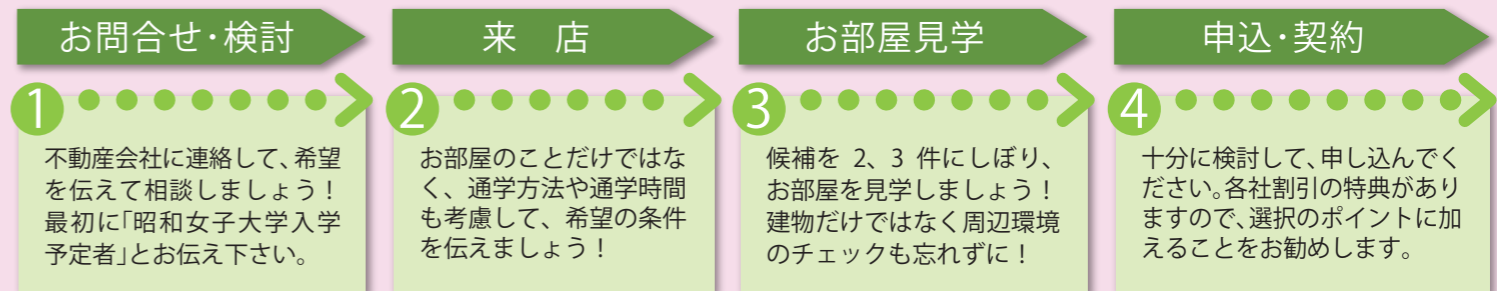 お問合せ・検討
1
不動産会社に連絡して、希望
を伝えて相談しましょう！
最初に「昭和女子大学入学
予定者」とお伝え下さい。
来　店
2
お部屋のことだけではな
く、通学方法や通学時間
も考慮して、希望の条件
を伝えましょう！
お部屋見学
3
候補を 2、3 件にしぼり、
お部屋を見学しましょう！
建物だけではなく周辺環境
のチェックも忘れずに！
申込・契約
4
十分に検討して、申し込んでく
ださい。各社割引の特典があり
ますので、選択のポイントに加
えることをお勧めします。